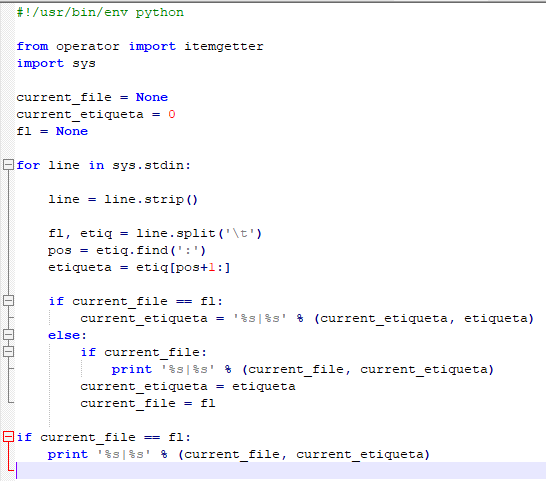 #!/usr/bin/env python
from operator import itemgetter
import sys
current_file = None
current_etiqueta = 0
fl = None
for line in sys.stdin:
line = line.strip()
fl, etiq = line.split('\t')
pos = etiq.find(':')
etiqueta = etiq[pos+1:]
if current_file == fl:
current_etiqueta = '%s|%s' % (current_etiqueta, etiqueta)
else:
if current_file:
print '%s|%s' % (current_file, current_etiqueta)
current_etiqueta = etiqueta
current_file = fl
if current_file == fl:
print '%s|%s' % (current_file, current_etiqueta)